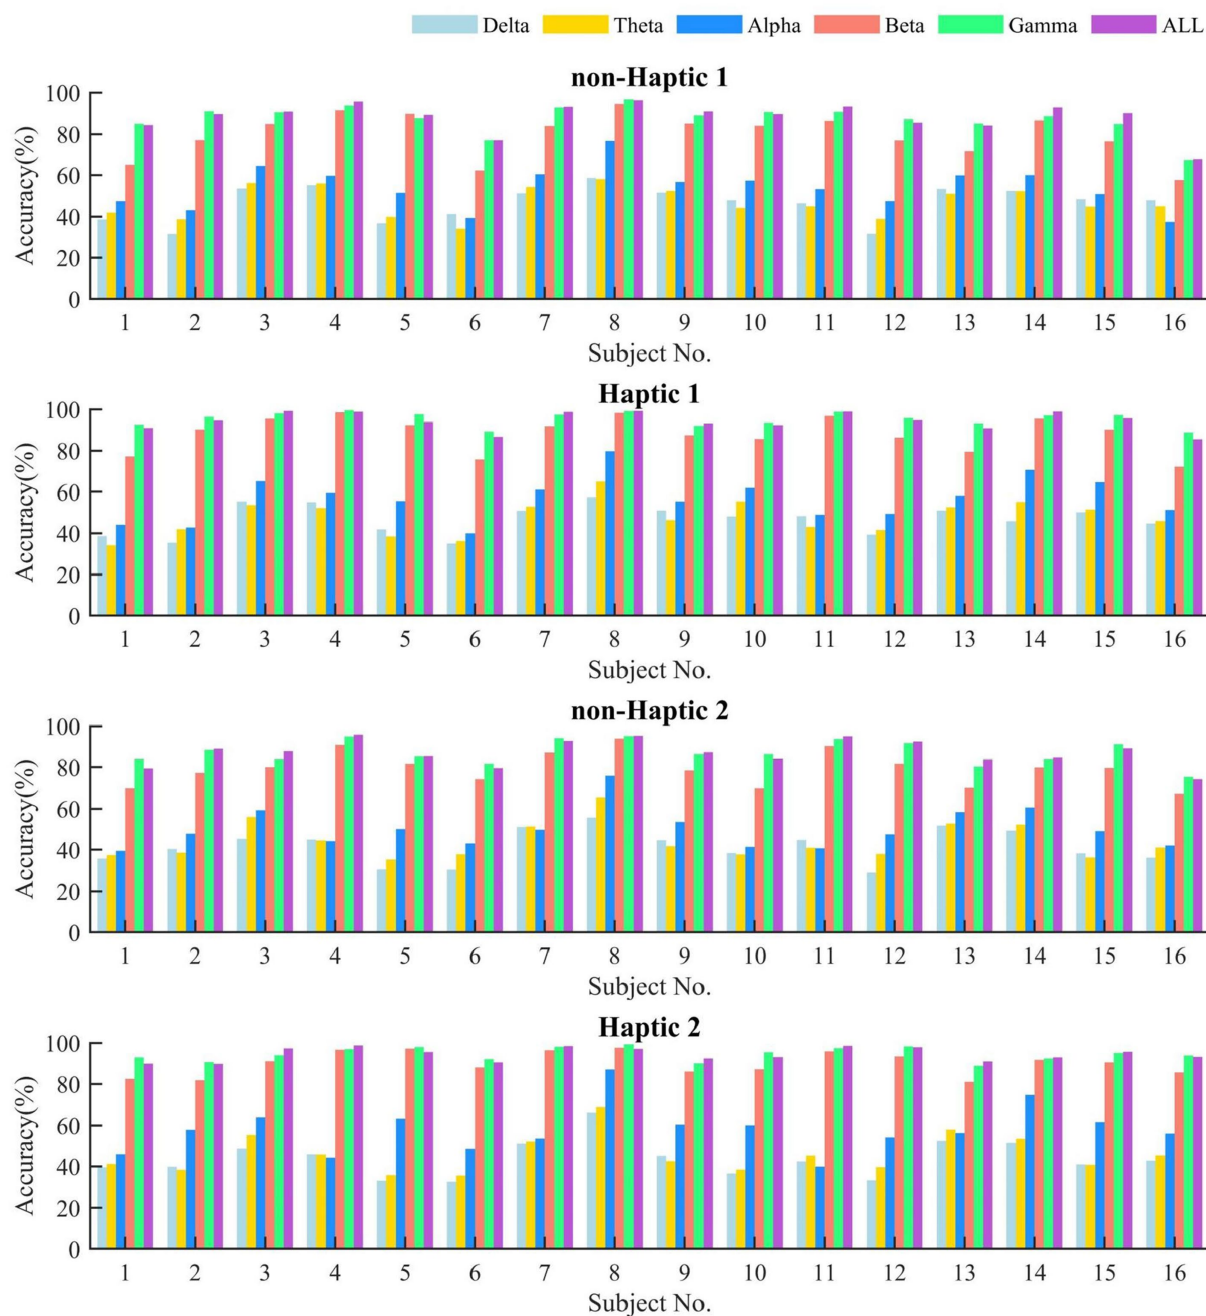 Delta Theta Alpha Beta Gamma ALL
non-Haptic 1
100
80
60
40
20
0
Accuracy(%)
1 2 3 4 5 6 7 8 9 10 11 12 13 14 15 16
Subject No.
Haptic 1
100
80
60
40
20
0
Accuracy(%)
1 2 3 4 5 6 7 8 9 10 11 12 13 14 15 16
Subject No.
non-Haptic 2
100
80
60
40
20
0
Accuracy(%)
1 2 3 4 5 6 7 8 9 10 11 12 13 14 15 16
Subject No.
Haptic 2
100
80
60
40
20
0
Accuracy(%)
1 2 3 4 5 6 7 8 9 10 11 12 13 14 15 16
Subject No.